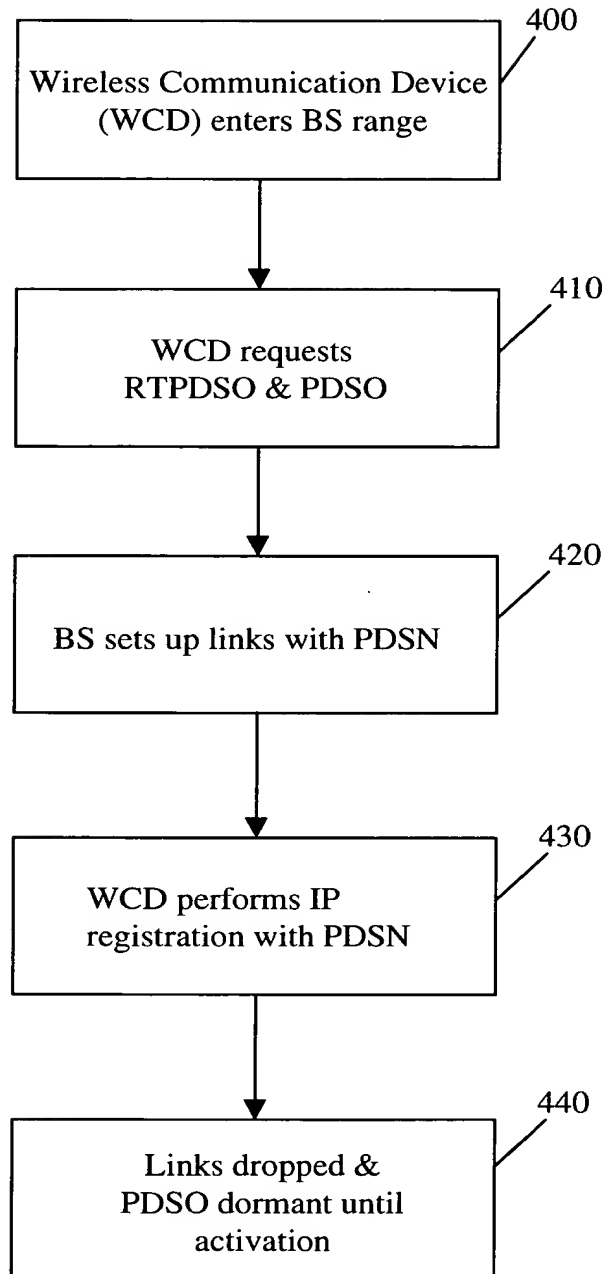 400
Wireless Communication Device
(WCD) enters BS range
410
WCD requests
RTPDSO & PDSO
420
BS sets up links with PDSN
430
WCD performs IP
registration with PDSN
440
Links dropped &
PDSO dormant until
activation